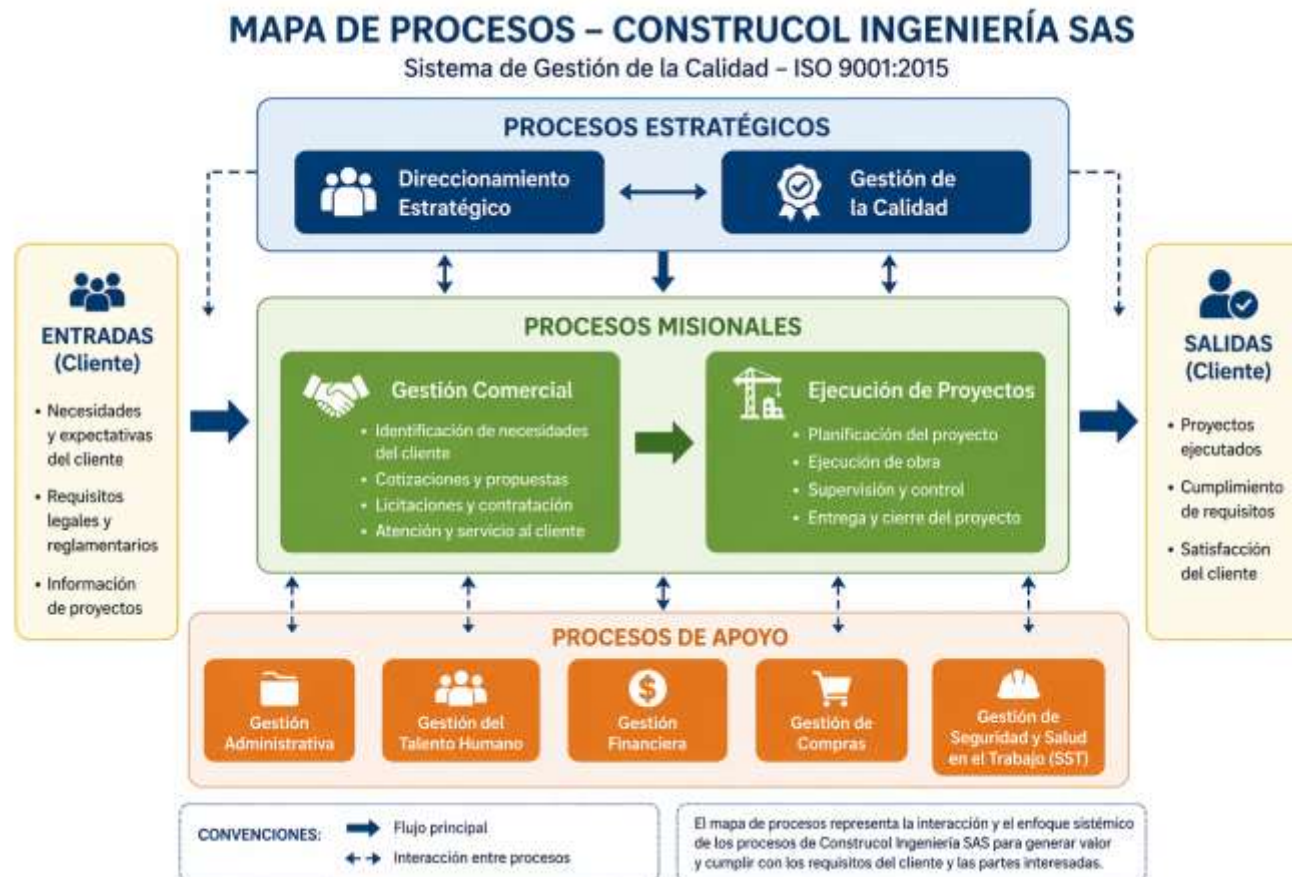 MAPA DE PROCESOS – CONSTRUCOL INGENIERÍA SAS
Sistema de Gestión de la Calidad – ISO 9001:2015
PROCESOS ESTRATÉGICOS
Direccionamiento
Estratégico
Gestión de
la Calidad
ENTRADAS
(Cliente)
• Necesidades
y expectativas
del cliente
• Requisitos
legales y
reglamentarios
• Información
de proyectos
PROCESOS MISIONALES
Gestión Comercial
• Identificación de necesidades
del cliente
• Cotizaciones y propuestas
• Licitaciones y contratación
• Atención y servicio al cliente
Ejecución de Proyectos
• Planificación del proyecto
• Ejecución de obra
• Supervisión y control
• Entrega y cierre del proyecto
SALIDAS
(Cliente)
• Proyectos
ejecutados
• Cumplimiento
de requisitos
• Satisfacción
del cliente
PROCESOS DE APOYO
Gestión
Administrativa
Gestión del
Talento Humano
$
Gestión
Financiera
Gestión de
Compras
Gestión de
Seguridad y Salud
en el Trabajo (SST)
CONVENCIONES:
Flujo principal
Interacción entre procesos
El mapa de procesos representa la interacción y el enfoque sistémico
de los procesos de Construcol Ingeniería SAS para generar valor
y cumplir con los requisitos del cliente y las partes interesadas.